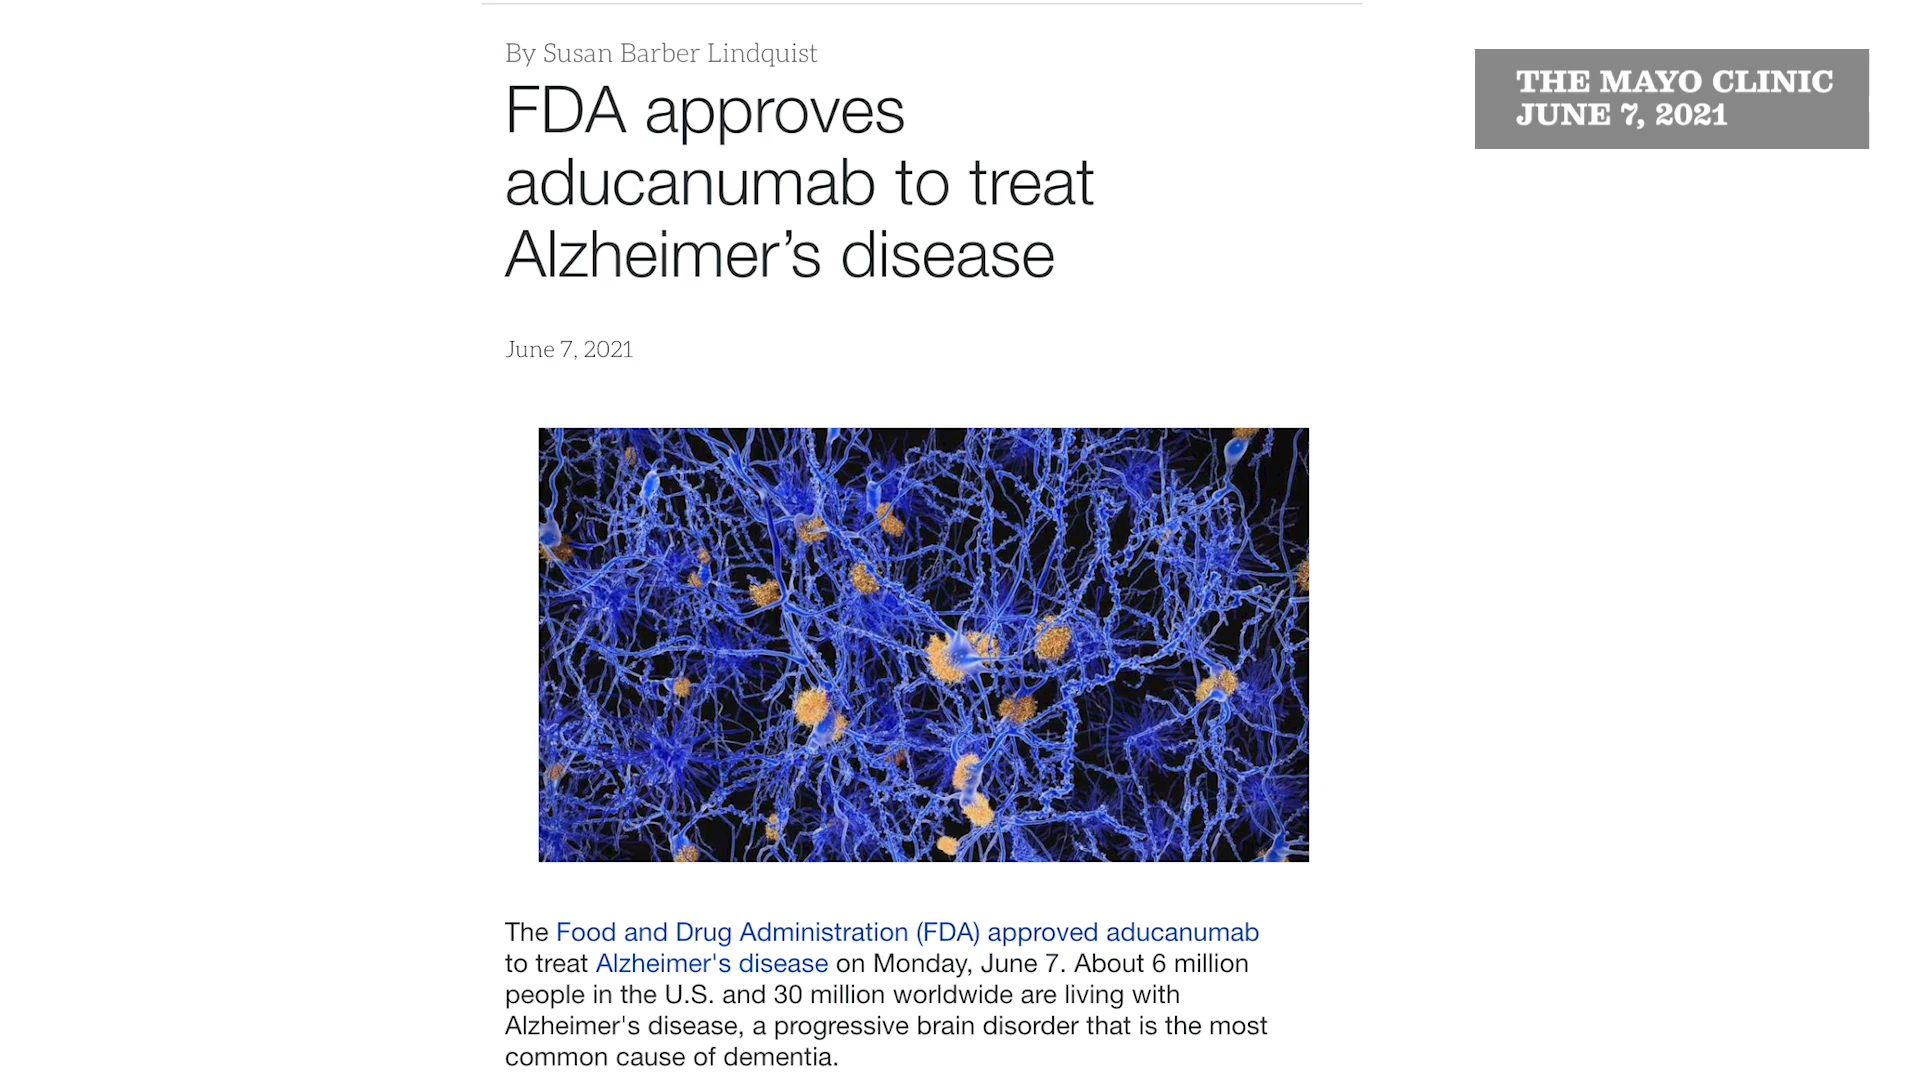 By Susan Barber Lindquist
FDA approves
aducanumab to treat
Alzheimer’s disease
June 7, 2021
THE MAYO CLINIC
JUNE 7, 2021
The Food and Drug Administration (FDA) approved aducanumab
to treat Alzheimer's disease on Monday, June 7. About 6 million
people in the U.S. and 30 million worldwide are living with
Alzheimer's disease, a progressive brain disorder that is the most
common cause of dementia.